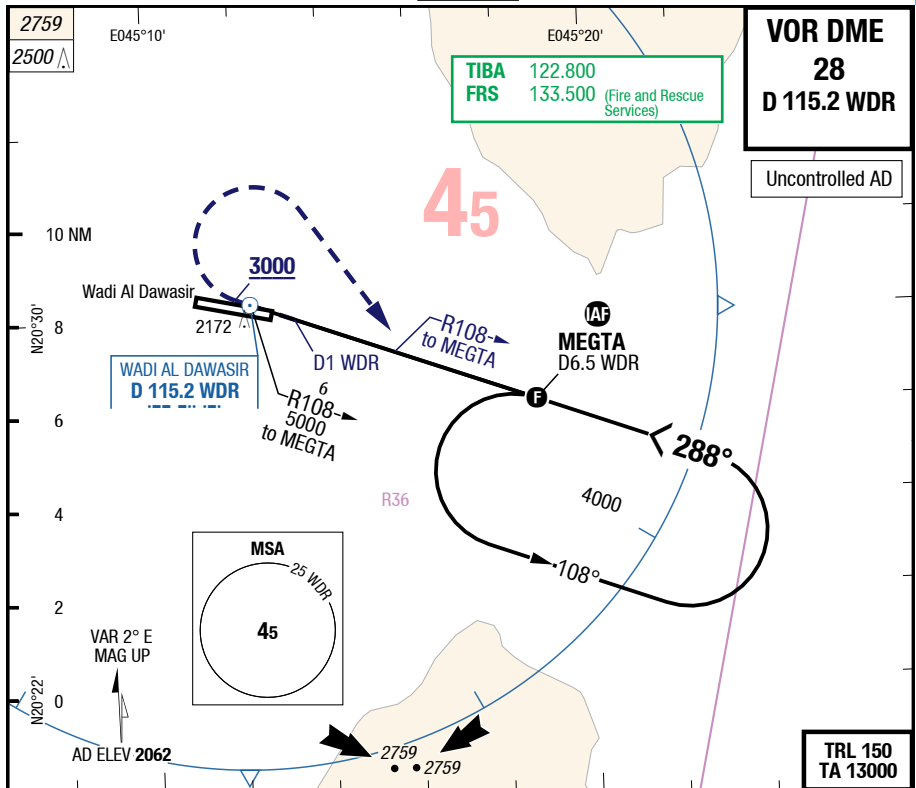 2759
2500
E045°10'
E045°20'
VOR DME
28
D 115.2 WDR
TIBA 122.800
FRS 133.500 (Fire and Rescue
Services)
Uncontrolled AD
45
10 NM
3000
Wadi Al Dawasir
2172
N20°30'
8
IAF
MEGTA
D6.5 WDR
R108
to MEGTA
D1 WDR
WADI AL DAWASIR
D 115.2 WDR
6
R108
5000
to MEGTA
F
6
288°
R36
4000
4
108°
MSA
25 WDR
45
2
VAR 2° E
MAG UP
N20°22'
0
AD ELEV 2062
2759
2759
TRL 150
TA 13000